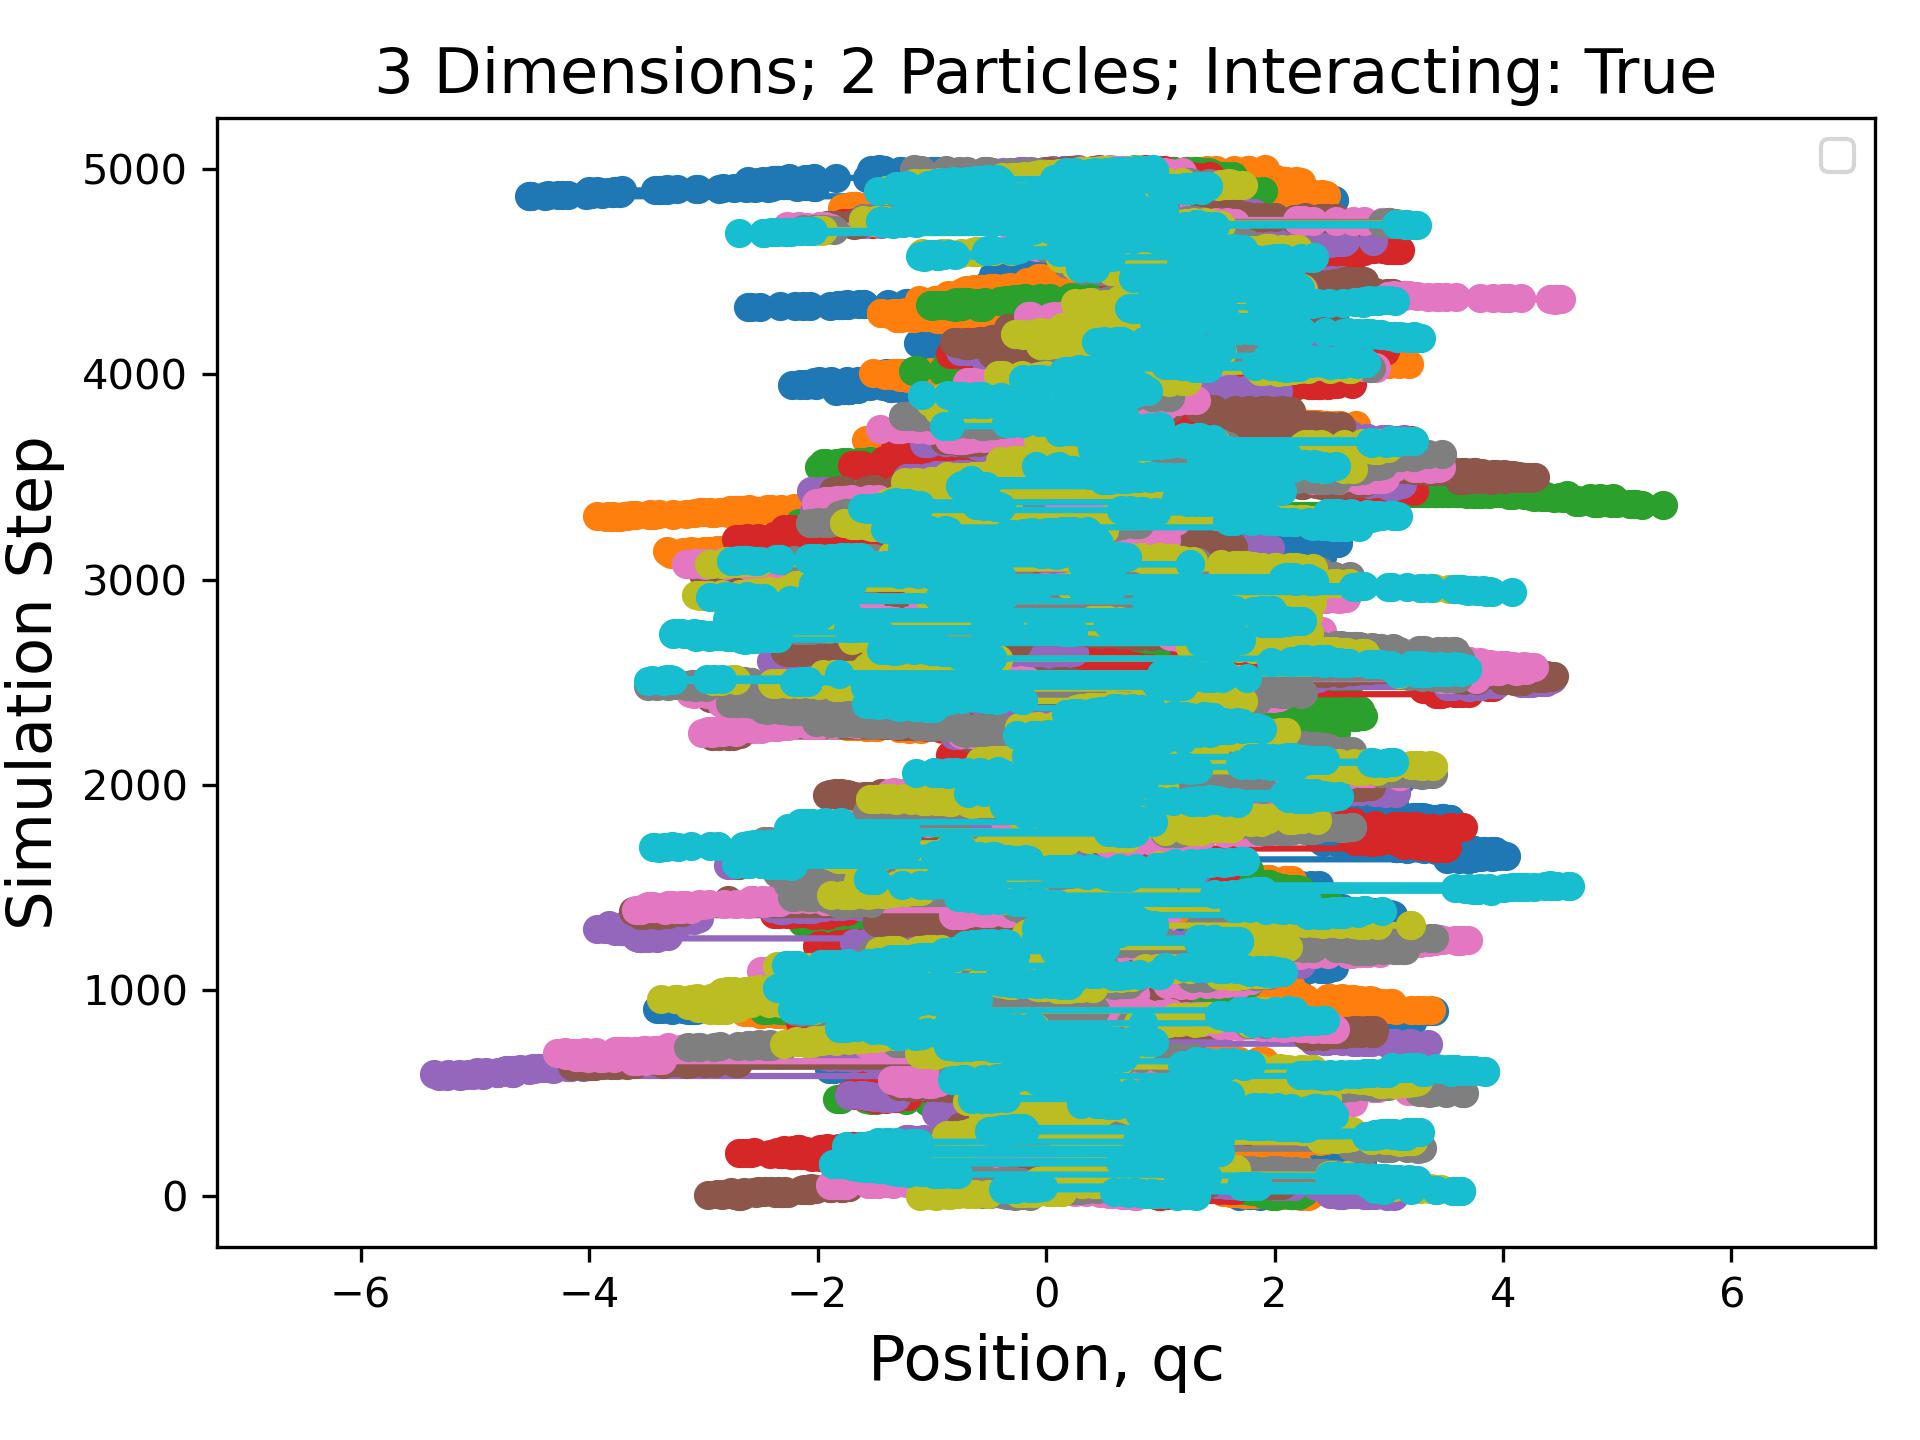 3 Dimensions; 2 Particles; Interacting: True
Simulation Step
5000
4000
3000
2000
1000
0
−6 −4 −2 0 2 4 6
Position, qc